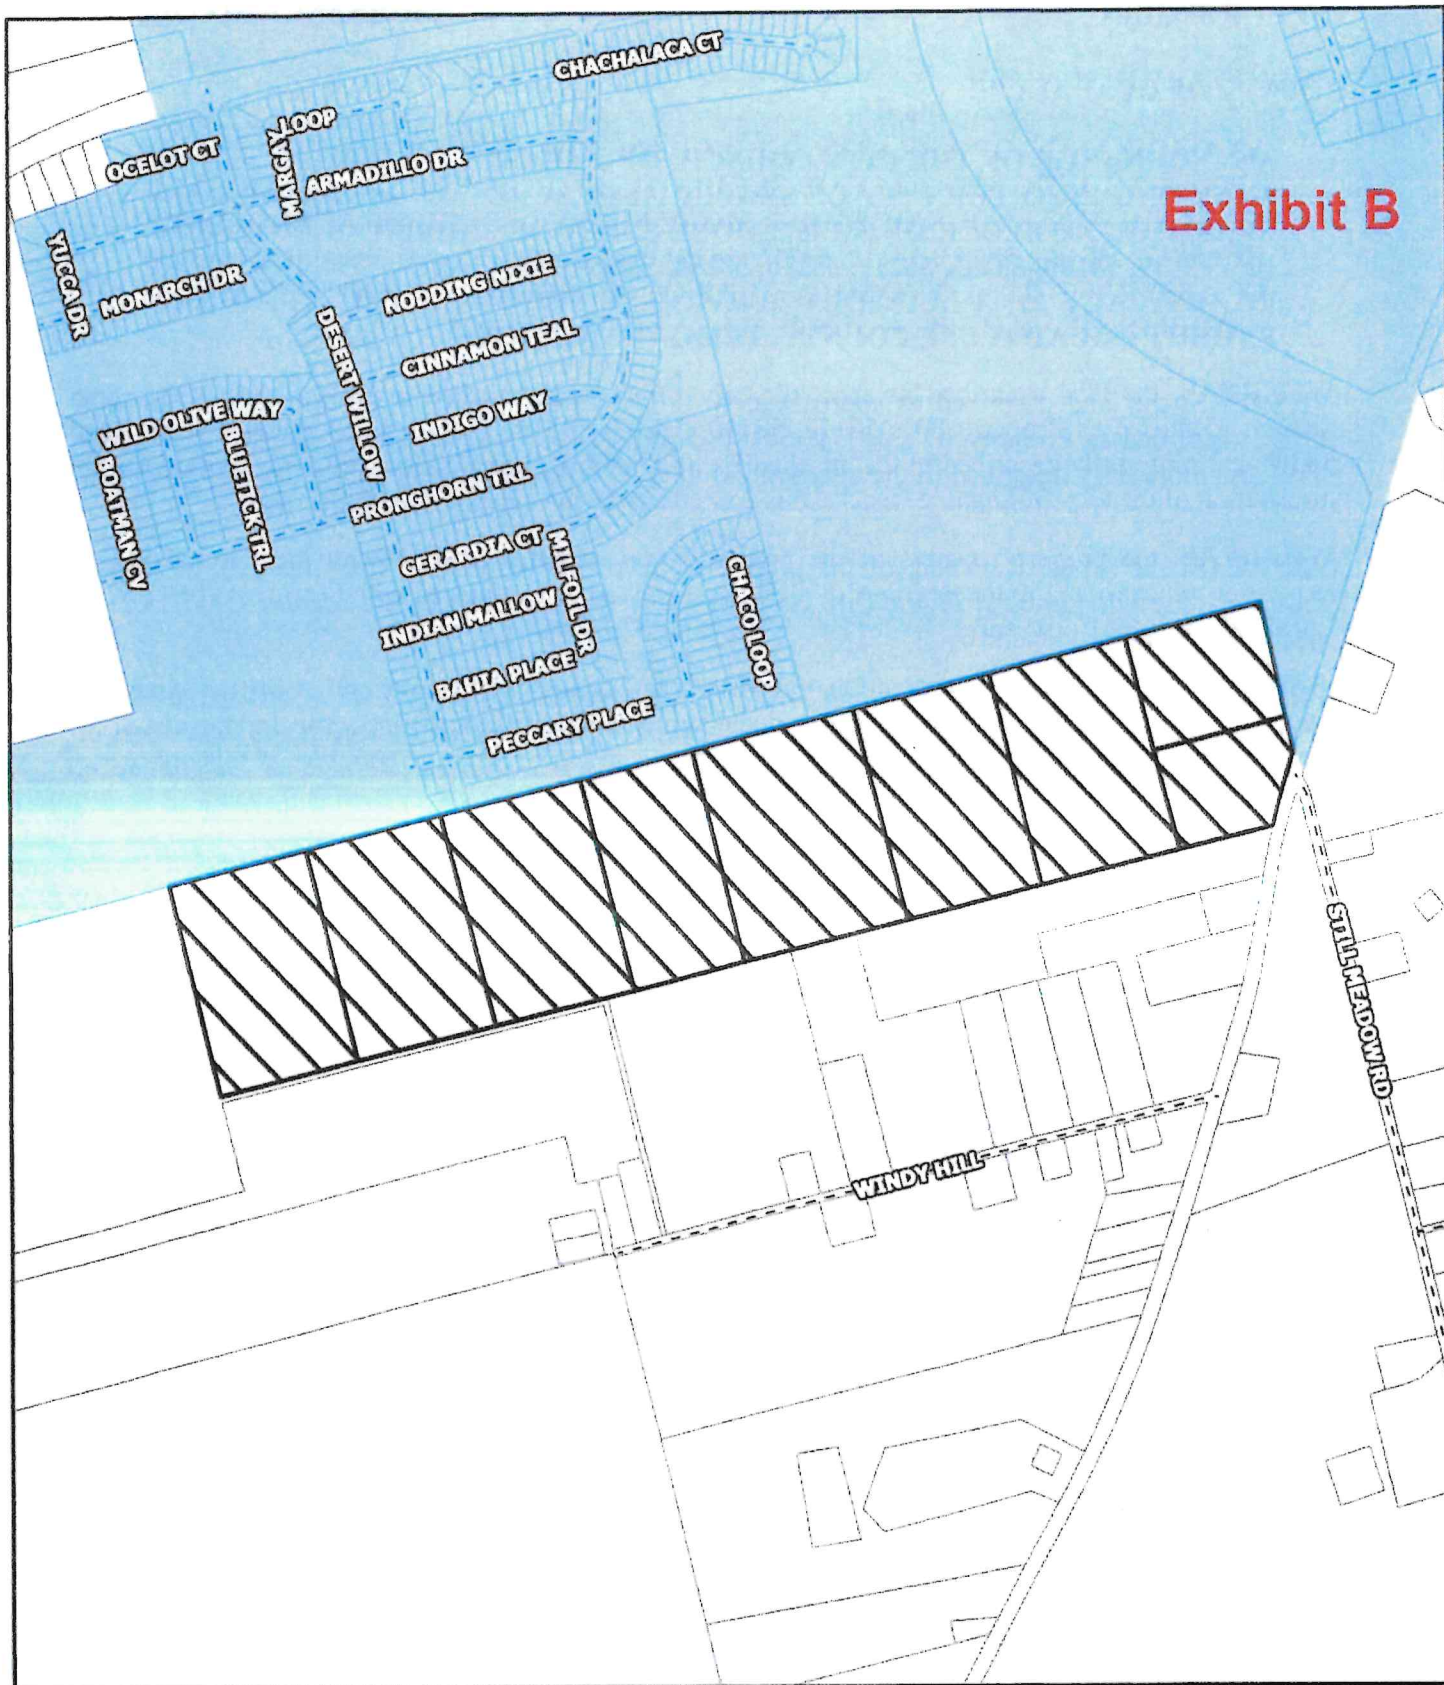 CHACHALACA CT
LOOP
OCELOT CT
MARGAY
ARMADILLO DR
Exhibit B
YUCCA DR
MONARCH DR
NODDING NIXIE
DESERT WILLOW
CINNAMON TEAL
WILD OLIVE WAY
INDIGO WAY
BLUETICK TRL
BOATMAN CV
PRONGHORN TRL
GERARDIA CT
MILFOIL DR
CHACO LOOP
INDIAN MALLOW
BAHIA PLACE
PECCARY PLACE
STILL MEADOW RD
WINDY HILL